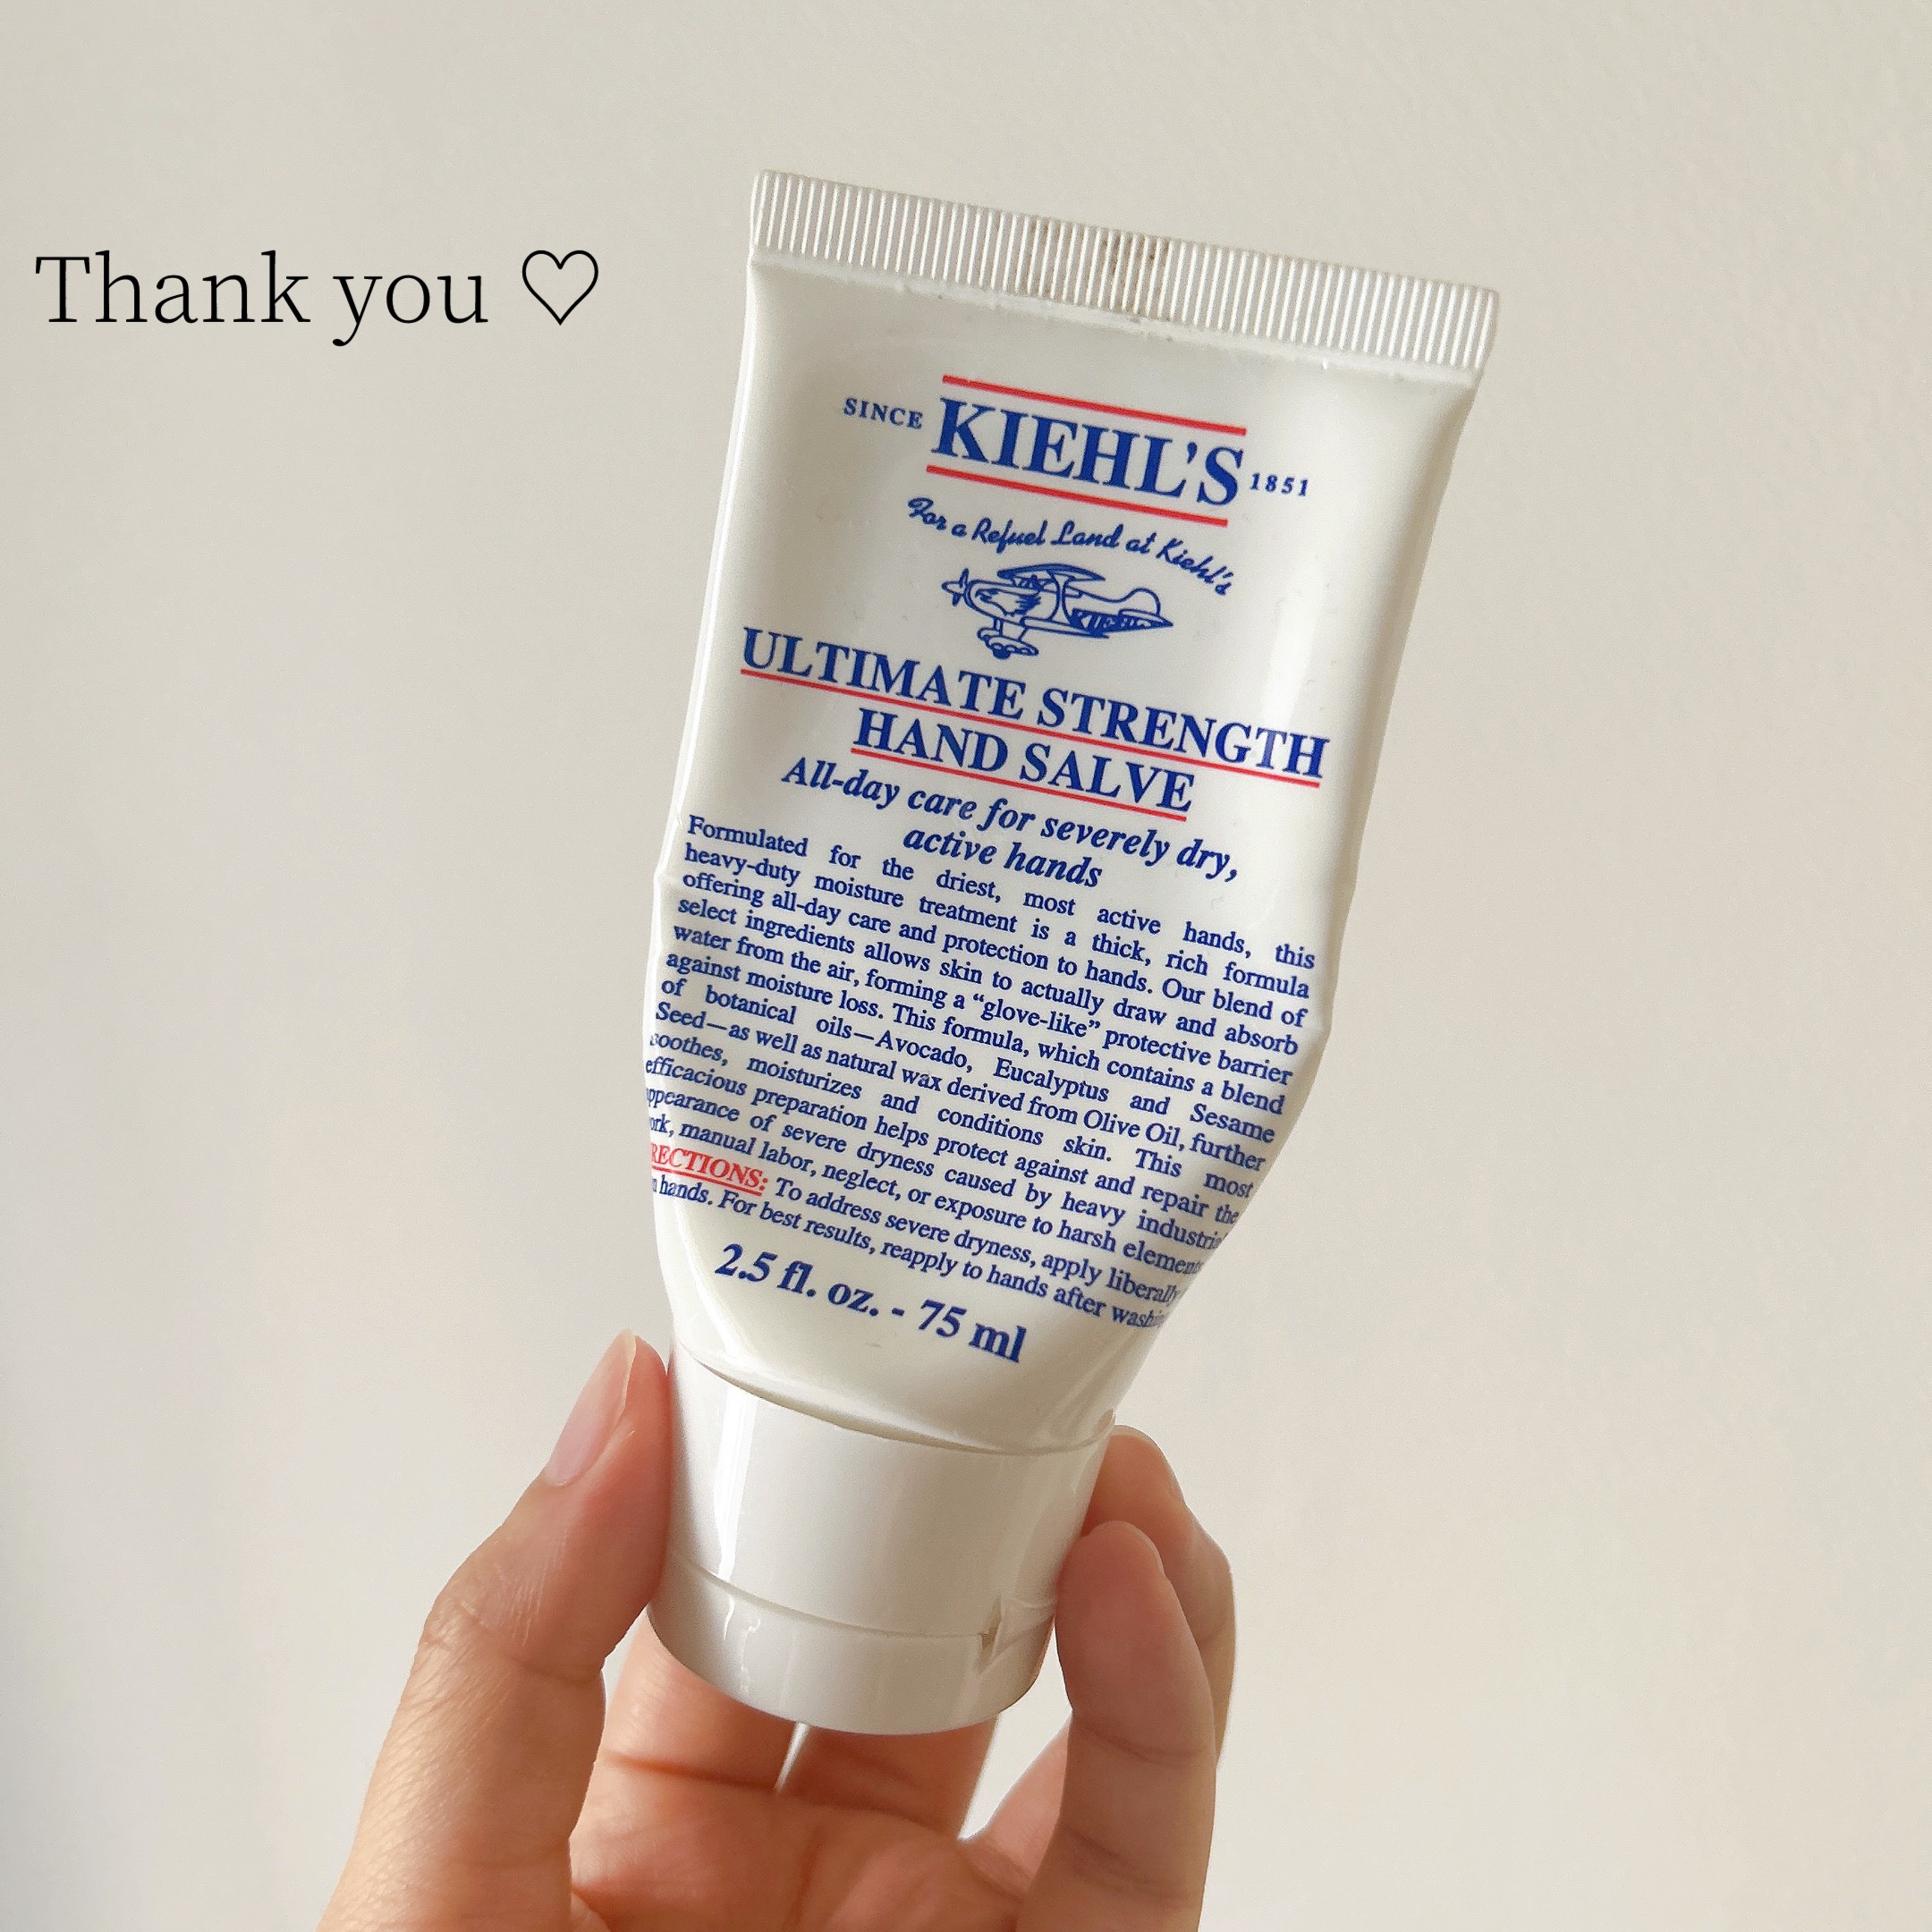 Thank you ♡
SINCE KIEHL'S 1851
For a Refuel Land at Kiehl's
KIEHL'S
ULTIMATE STRENGTH
HAND SALVE
All-day care for severely dry,
active hands
Formulated for the driest, most active hands, this
heavy-duty moisture treatment is a thick, rich formula
offering all-day care and protection to hands. Our blend of
select ingredients allows skin to actually draw and absorb
water from the air, forming a “glove-like” protective barrier
against moisture loss. This formula, which contains a blend
of botanical oils—Avocado, Eucalyptus and Sesame
Seed—as well as natural wax derived from Olive Oil, further
soothes, moisturizes and conditions skin. This most
efficacious preparation helps protect against and repair the
appearance of severe dryness caused by heavy industrial
ork, manual labor, neglect, or exposure to harsh elements
RECTIONS: To address severe dryness, apply liberally
hands. For best results, reapply to hands after washi
2.5 fl. oz. - 75 ml